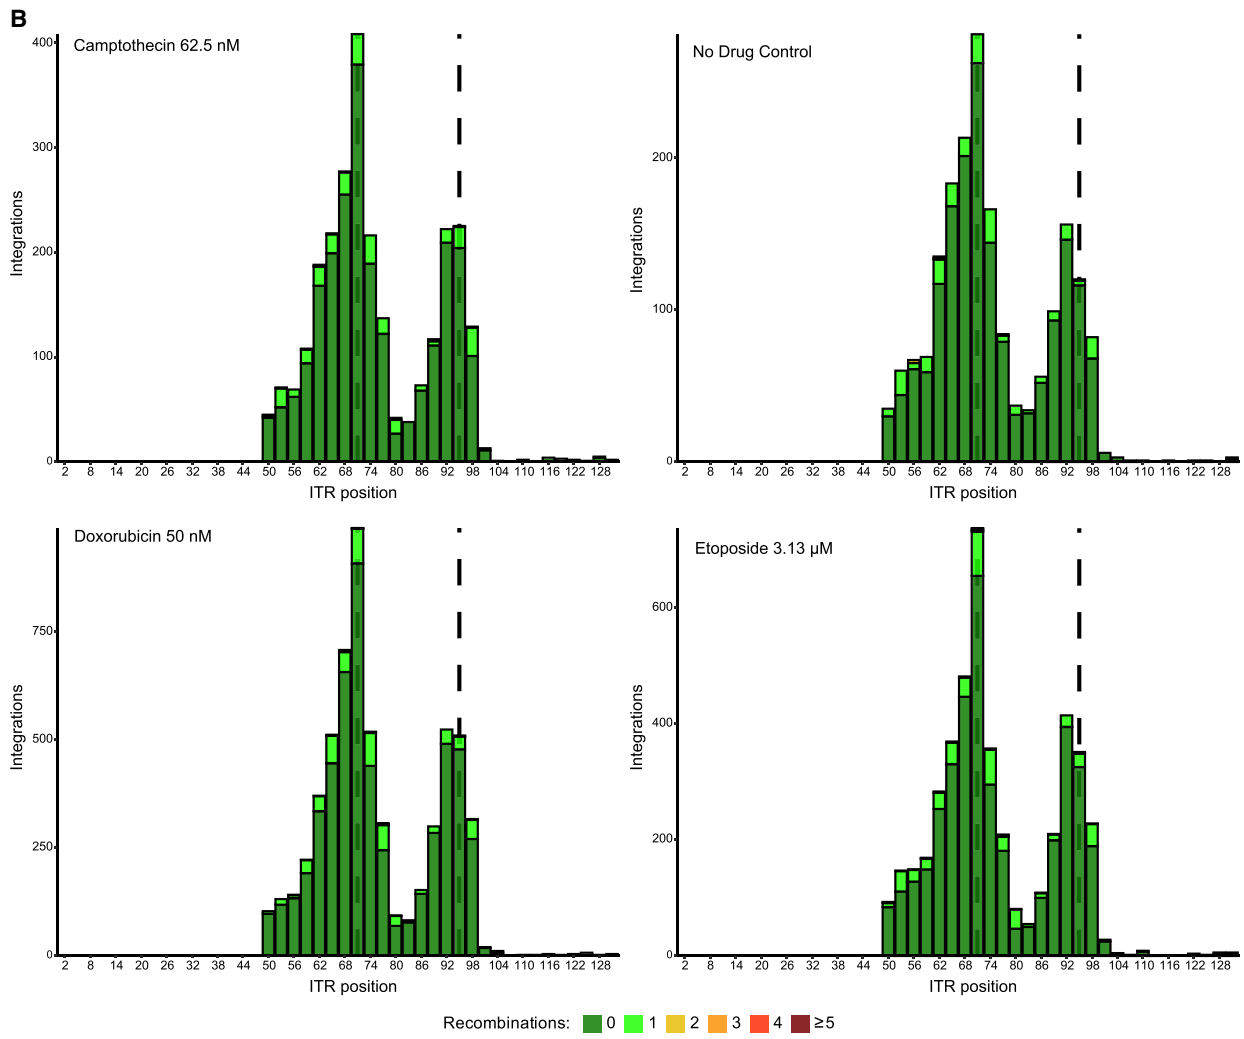 B
Camptothecin 62.5 nM
400
300
200
100
0
Integrations
2 8 14 20 26 32 38 44 50 56 62 68 74 80 86 92 98 104 110 116 122 128
ITR position
No Drug Control
200
100
0
Integrations
2 8 14 20 26 32 38 44 50 56 62 68 74 80 86 92 98 104 110 116 122 128
ITR position
Doxorubicin 50 nM
750
500
250
0
Integrations
2 8 14 20 26 32 38 44 50 56 62 68 74 80 86 92 98 104 110 116 122 128
ITR position
Etoposide 3.13 µM
600
400
200
0
Integrations
2 8 14 20 26 32 38 44 50 56 62 68 74 80 86 92 98 104 110 116 122 128
ITR position
Recombinations: 0 1 2 3 4 ≥5